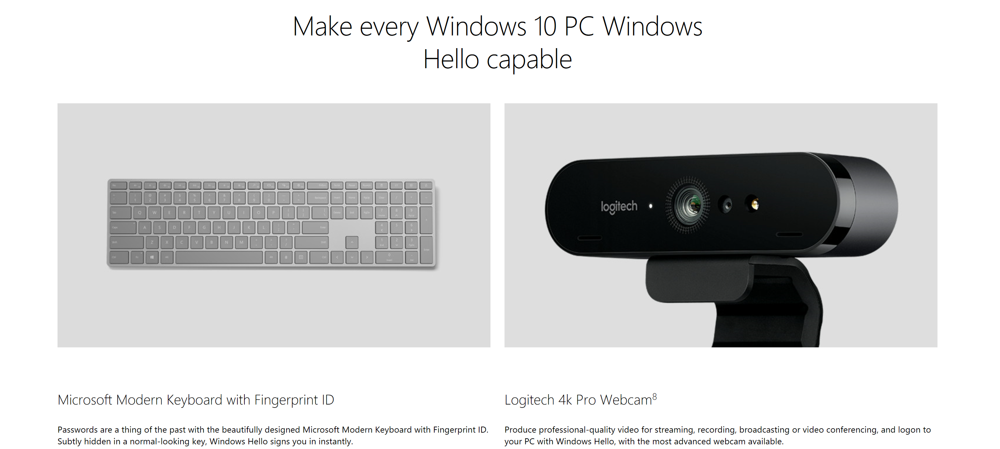 Make every Windows 10 PC Windows
Hello capable
logitech
Microsoft Modern Keyboard with Fingerprint ID
Passwords are a thing of the past with the beautifully designed Microsoft Modern Keyboard with Fingerprint ID.
Subtly hidden in a normal-looking key, Windows Hello signs you in instantly.
Logitech 4k Pro Webcam8
Produce professional-quality video for streaming, recording, broadcasting or video conferencing, and logon to
your PC with Windows Hello, with the most advanced webcam available.